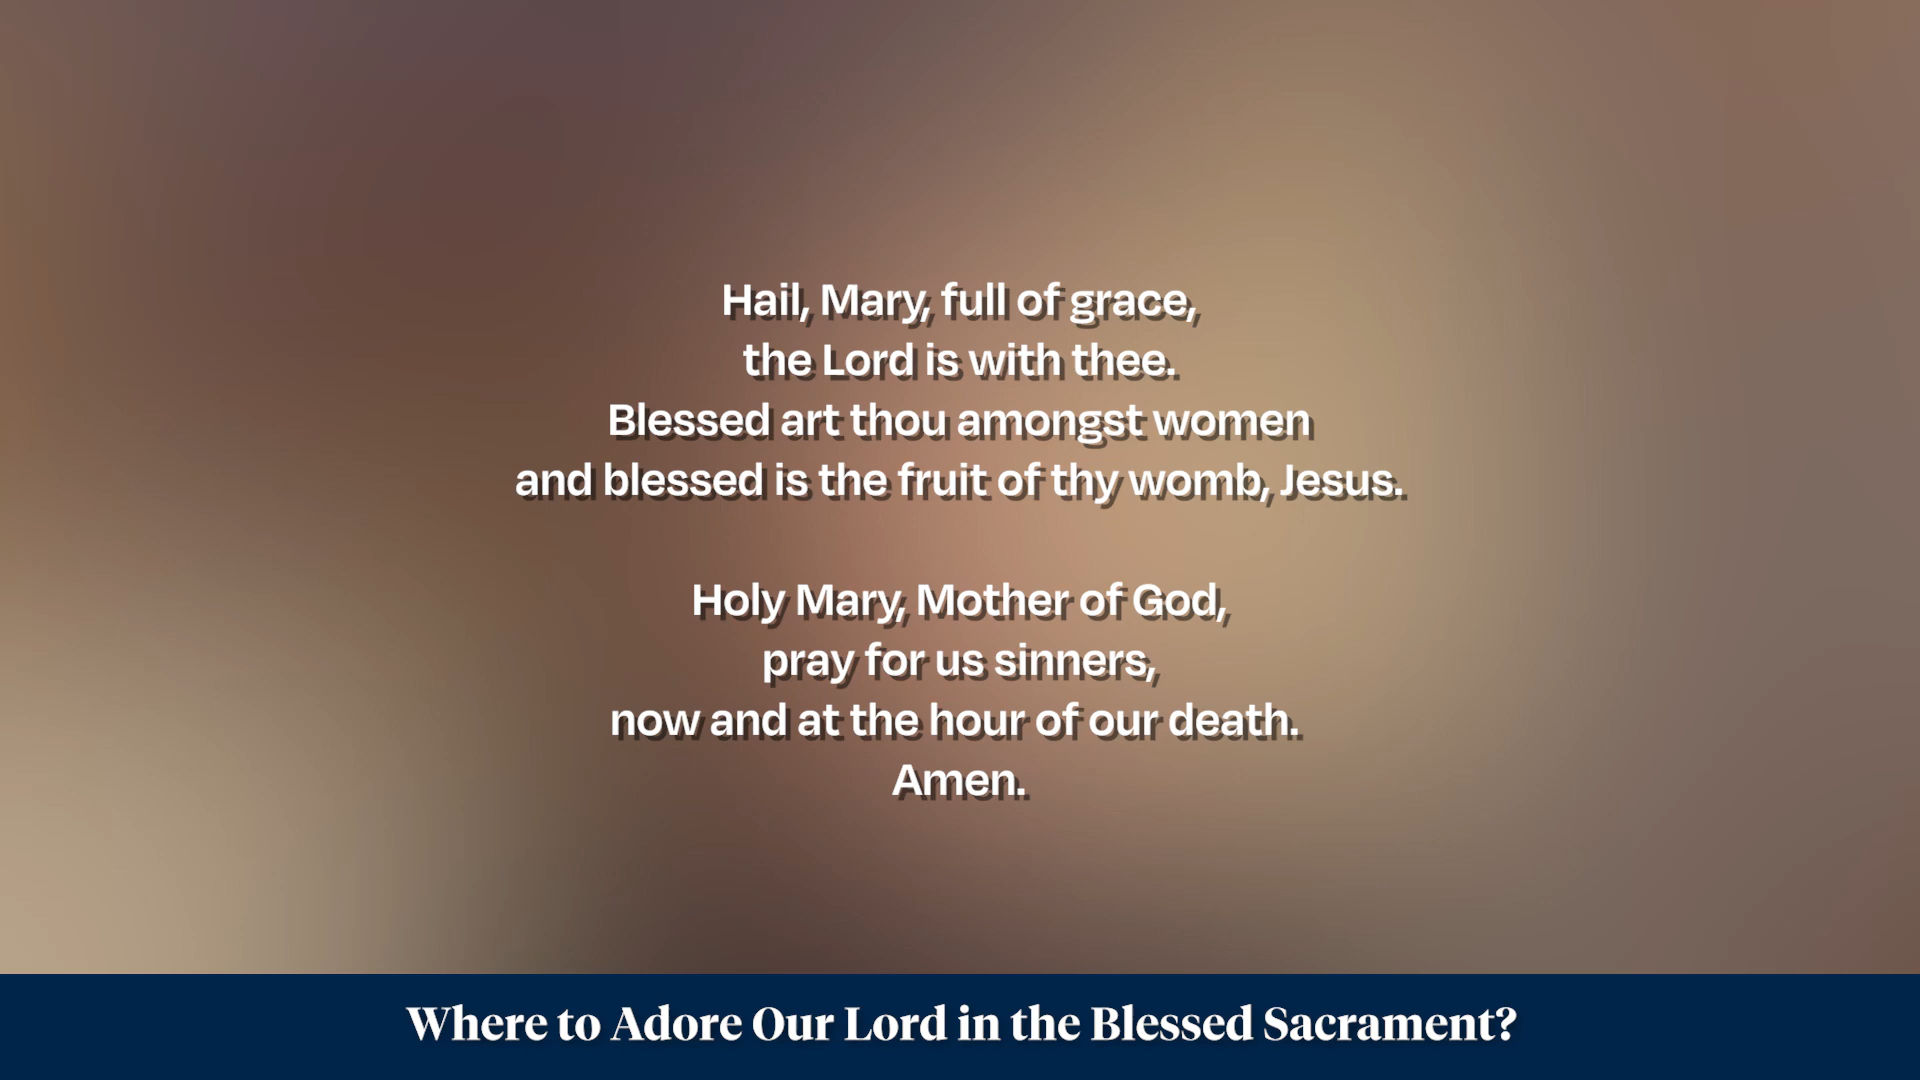 Hail, Mary, full of grace,
the Lord is with thee.
Blessed art thou amongst women
and blessed is the fruit of thy womb, Jesus.
Holy Mary, Mother of God,
pray for us sinners,
now and at the hour of our death.
Amen.
Where to Adore Our Lord in the Blessed Sacrament?